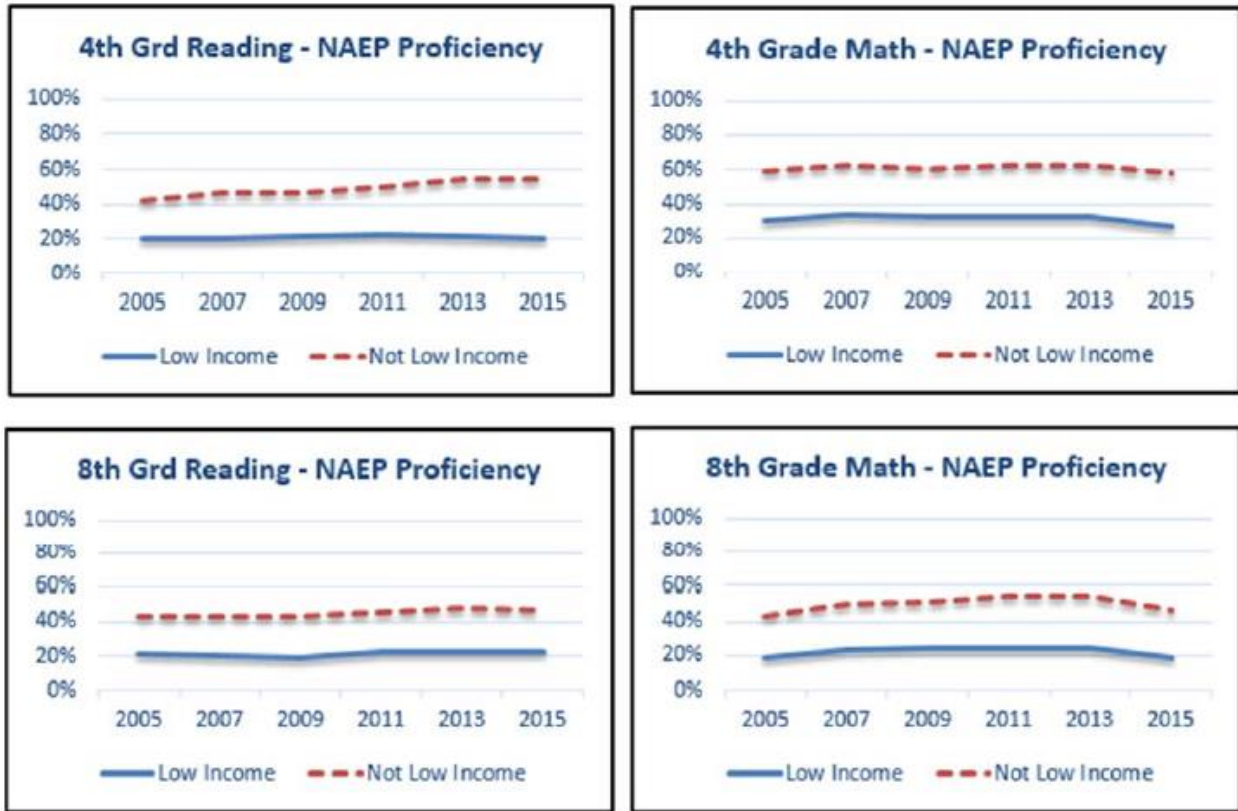 4th Grd Reading - NAEP Proficiency
100%
80%
60%
40%
20%
0%
2005 2007 2009 2011 2013 2015
Low Income Not Low Income
4th Grade Math - NAEP Proficiency
100%
80%
60%
40%
20%
0%
2005 2007 2009 2011 2013 2015
Low Income Not Low Income
8th Grd Reading - NAEP Proficiency
100%
80%
60%
40%
20%
0%
2005 2007 2009 2011 2013 2015
Low Income Not Low Income
8th Grade Math - NAEP Proficiency
100%
80%
60%
40%
20%
0%
2005 2007 2009 2011 2013 2015
Low Income Not Low Income